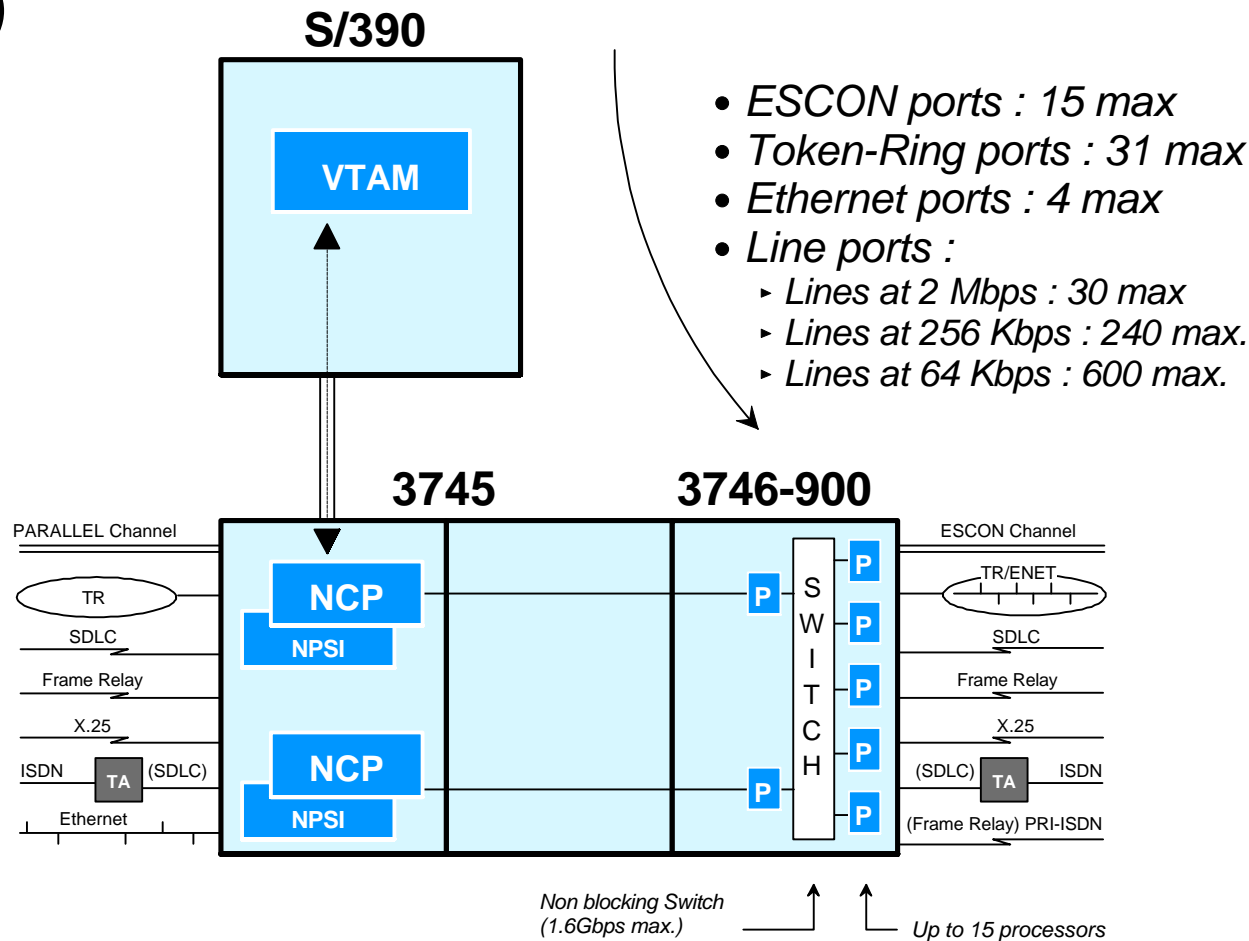 S/390
VTAM
• ESCON ports : 15 max
• Token-Ring ports : 31 max
• Ethernet ports : 4 max
• Line ports :
► Lines at 2 Mbps : 30 max
► Lines at 256 Kbps : 240 max.
► Lines at 64 Kbps : 600 max.
3745
3746-900
PARALLEL Channel
TR
SDLC
Frame Relay
X.25
ISDN
TA
(SDLC)
Ethernet
NCP
NPSI
NCP
NPSI
P
P
SWITCH
P
P
P
P
P
ESCON Channel
TR/ENET
SDLC
Frame Relay
X.25
(SDLC)
TA
ISDN
(Frame Relay) PRI-ISDN
Non blocking Switch
(1.6Gbps max.)
Up to 15 processors